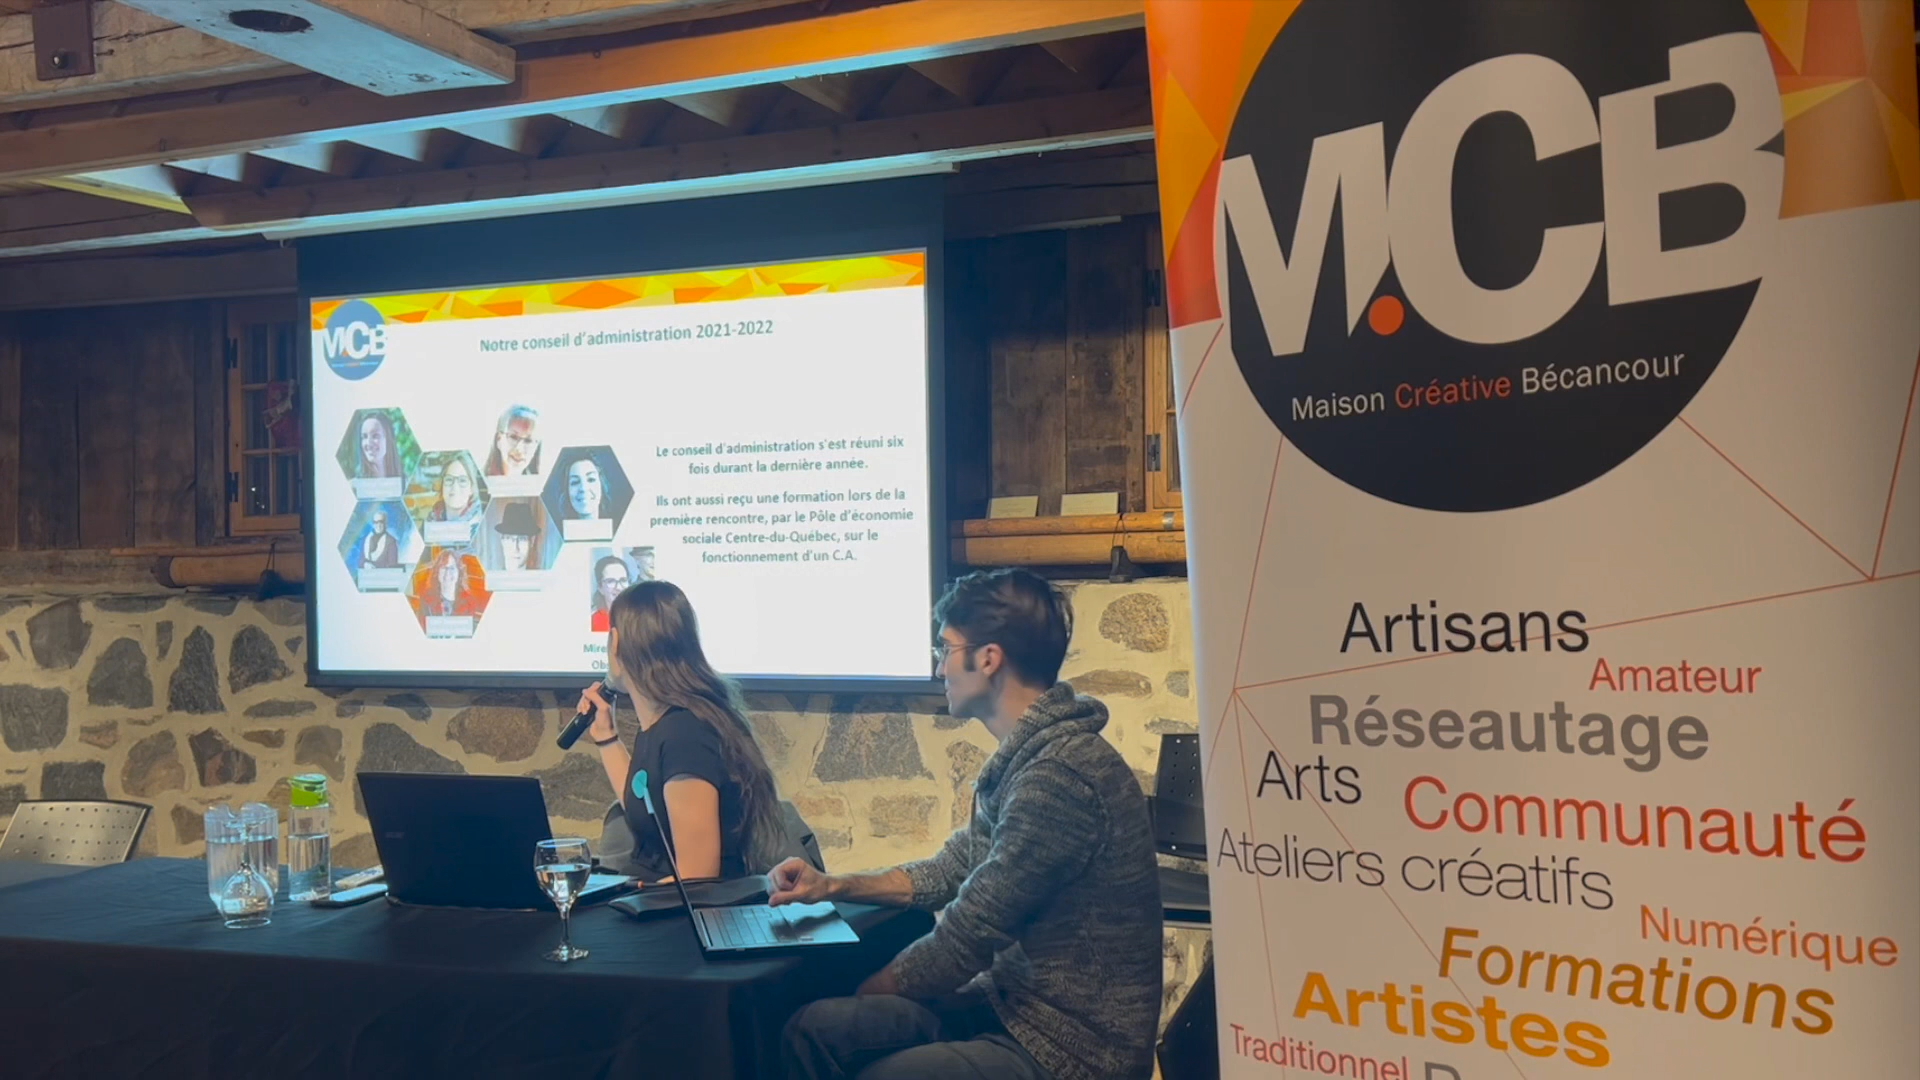 MCB
Notre conseil d'administration 2021-2022
Le conseil d'administration s'est réuni six
fois durant la dernière année.
Ils ont aussi reçu une formation lors de la
première rencontre, par le Pôle d'économie
sociale Centre-du-Québec, sur le
fonctionnement d'un C.A.
M.CB
Maison Créative Bécancour
Artisans
Amateur
Réseautage
Arts
Communauté
Ateliers créatifs
Numérique
Formations
Artistes
Traditionnel